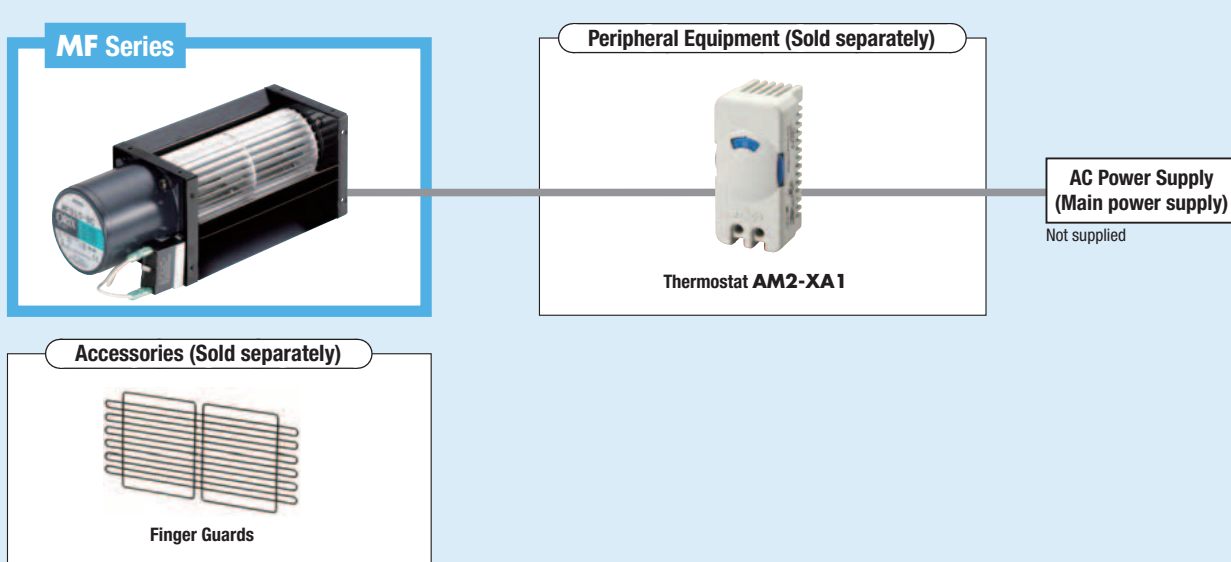 MF Series
Peripheral Equipment (Sold separately)
AC Power Supply
(Main power supply)
Not supplied
Thermostat AM2-XA1
Accessories (Sold separately)
Finger Guards